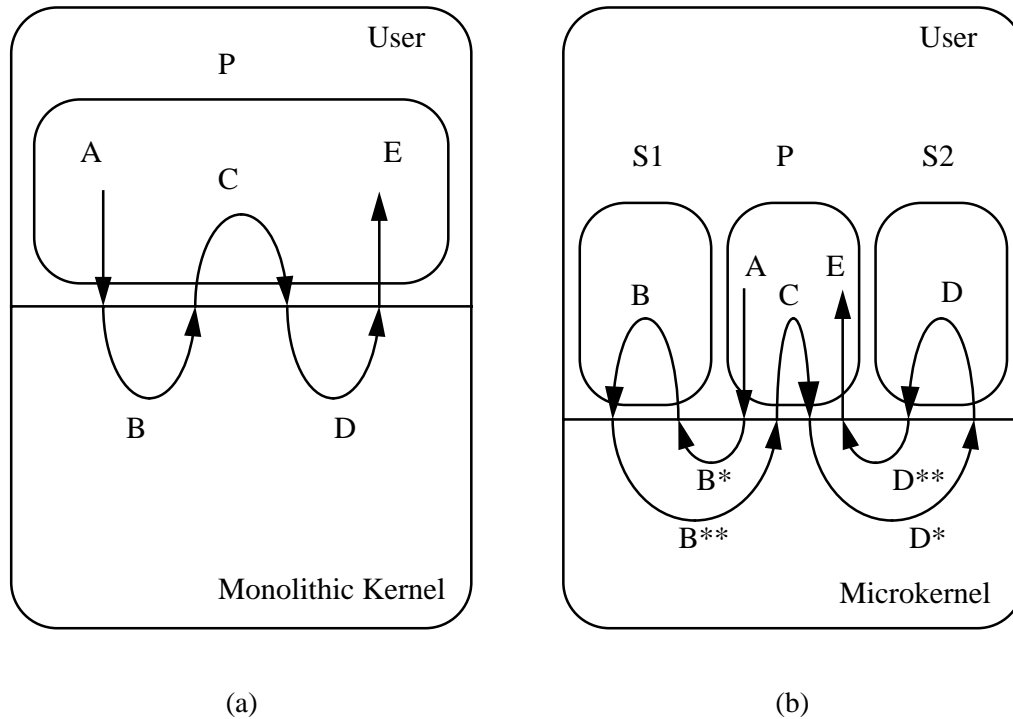 User
P
A
E
C
B
D
Monolithic Kernel
(a)
User
S1
P
S2
A
E
B
C
D
B*
D**
B**
D*
Microkernel
(b)